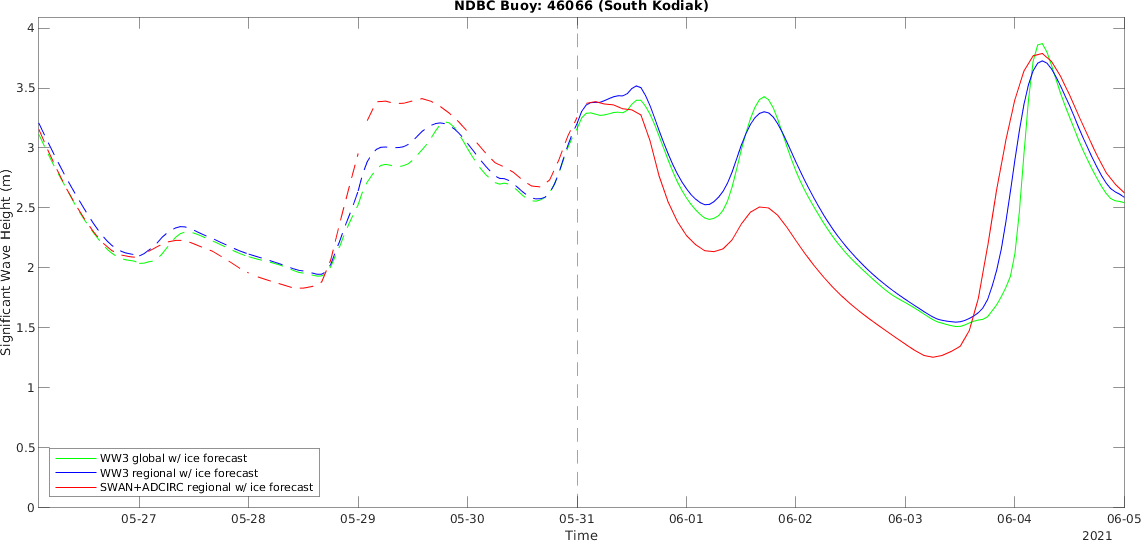 NDBC Buoy: 46066 (South Kodiak)
4
3.5
3
2.5
2
1.5
1
0.5
0
Significant Wave Height (m)
WW3 global w/ ice forecast
WW3 regional w/ ice forecast
SWAN+ADCIRC regional w/ ice forecast
05-27 05-28 05-29 05-30 05-31 06-01 06-02 06-03 06-04 06-05
Time
2021